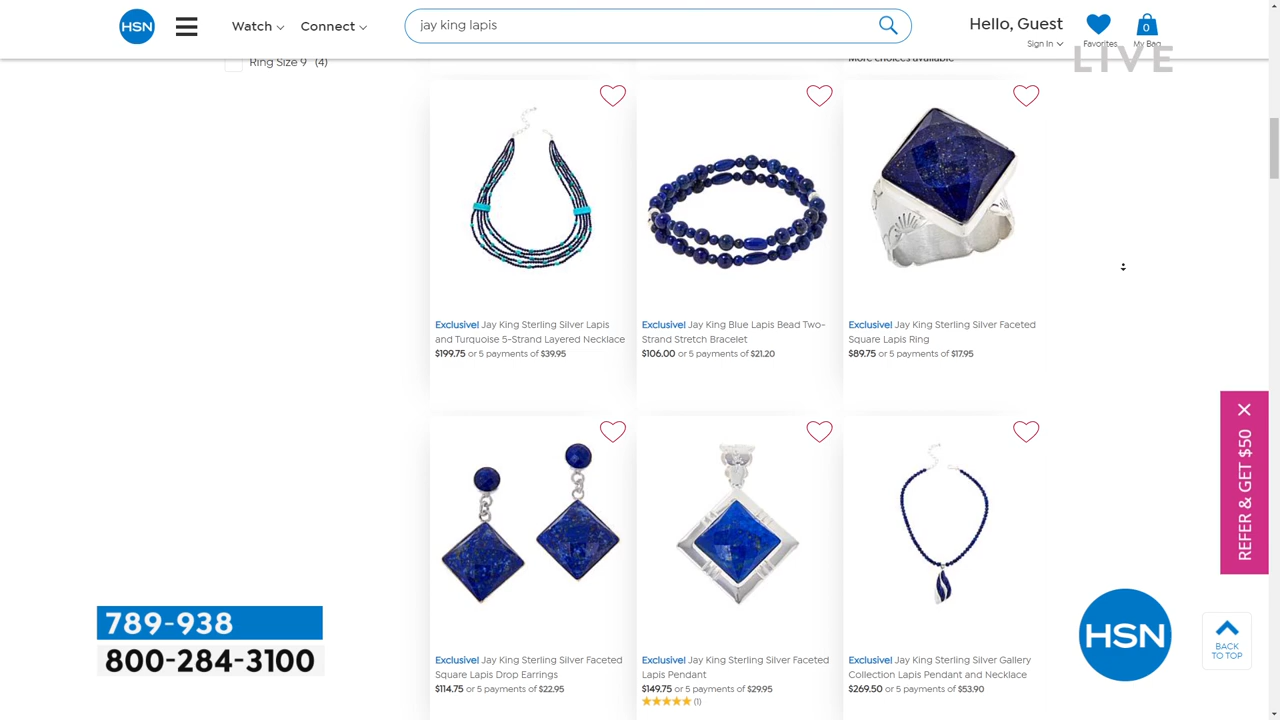 HSN
Watch
Connect
jay king lapis
Hello, Guest
Sign In
Favorites
0
My Bag
LIVE
Ring Size 9 (4)
More choices available
Exclusive! Jay King Sterling Silver Lapis
and Turquoise 5-Strand Layered Necklace
$199.75 or 5 payments of $39.95
Exclusive! Jay King Blue Lapis Bead Two-
Strand Stretch Bracelet
$106.00 or 5 payments of $21.20
Exclusive! Jay King Sterling Silver Faceted
Square Lapis Ring
$89.75 or 5 payments of $17.95
REFER & GET $50
Exclusive! Jay King Sterling Silver Faceted
Square Lapis Drop Earrings
$114.75 or 5 payments of $22.95
Exclusive! Jay King Sterling Silver Faceted
Lapis Pendant
$149.75 or 5 payments of $29.95
(1)
Exclusive! Jay King Sterling Silver Gallery
Collection Lapis Pendant and Necklace
$269.50 or 5 payments of $53.90
789-938
800-284-3100
HSN
BACK
TO TOP